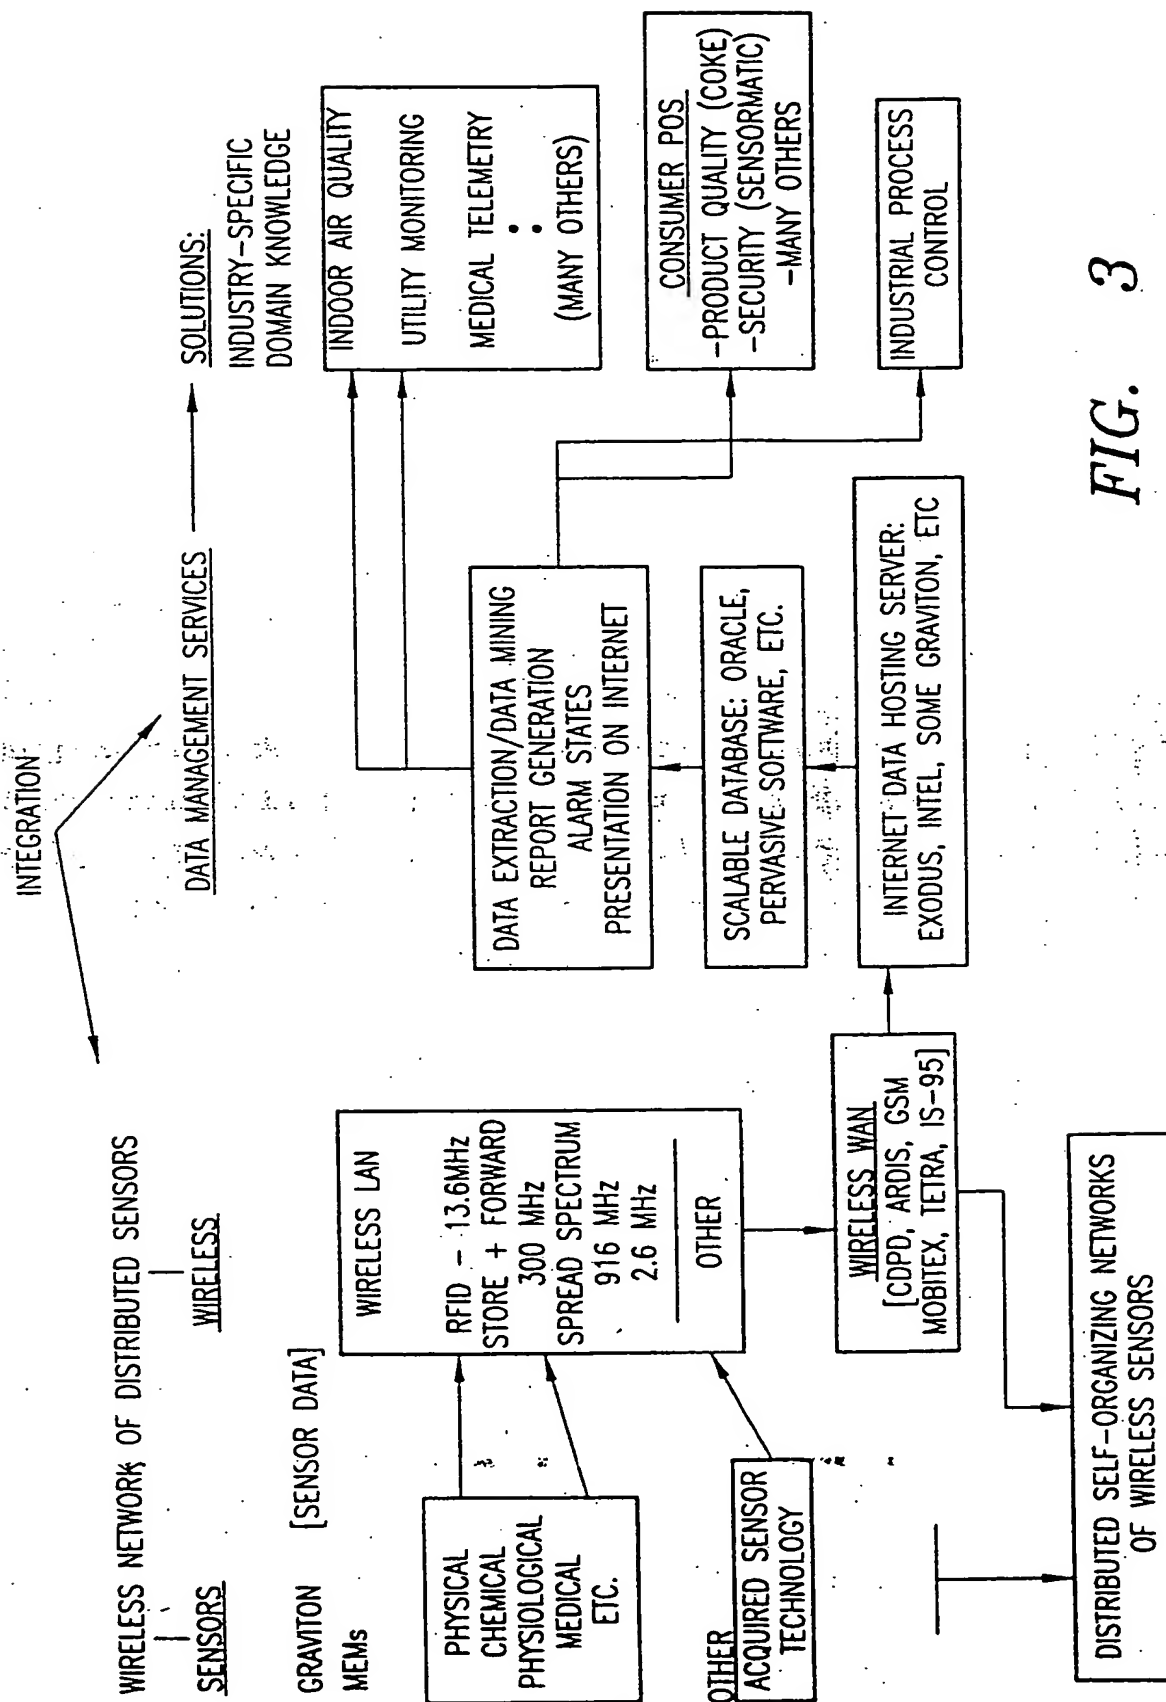 INTEGRATION
WIRELESS NETWORK OF DISTRIBUTED SENSORS
SENSORS
WIRELESS
DATA MANAGEMENT SERVICES
SOLUTIONS:
INDUSTRY-SPECIFIC
DOMAIN KNOWLEDGE
GRAVITON
[SENSOR DATA]
MEMs
PHYSICAL
CHEMICAL
PHYSIOLOGICAL
MEDICAL
ETC.
OTHER
ACQUIRED SENSOR
TECHNOLOGY
WIRELESS LAN
RFID - 13.6MHz
STORE + FORWARD
300 MHz
SPREAD SPECTRUM
916 MHz
2.6 MHz
OTHER
WIRELESS WAN
[CDPD, ARDIS, GSM
MOBITEX, TETRA, IS-95]
DISTRIBUTED SELF-ORGANIZING NETWORKS
OF WIRELESS SENSORS
DATA EXTRACTION/DATA MINING
REPORT GENERATION
ALARM STATES
PRESENTATION ON INTERNET
SCALABLE DATABASE: ORACLE,
PERVASIVE SOFTWARE, ETC.
INTERNET DATA HOSTING SERVER:
EXODUS, INTEL, SOME GRAVITON, ETC
INDOOR AIR QUALITY
UTILITY MONITORING
MEDICAL TELEMETRY
(MANY OTHERS)
CONSUMER POS
-PRODUCT QUALITY (COKE)
-SECURITY (SENSORMATIC)
-MANY OTHERS
INDUSTRIAL PROCESS
CONTROL
FIG. 3